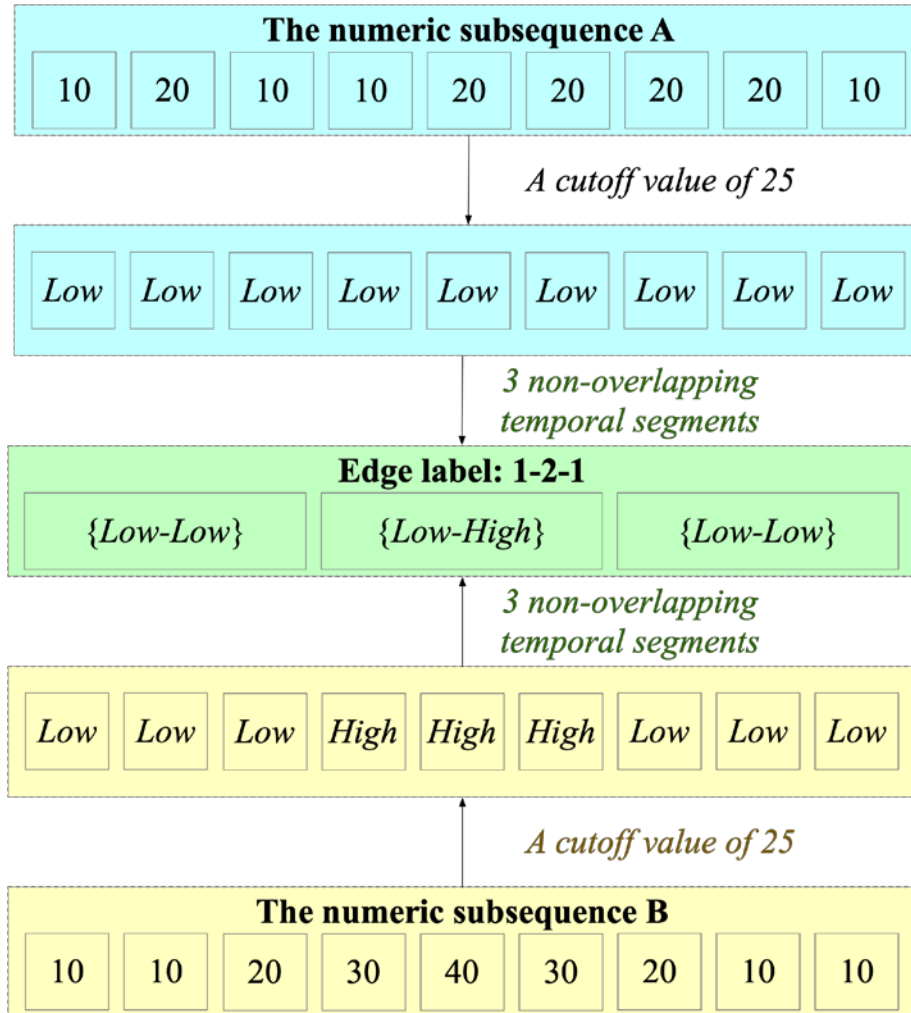 The numeric subsequence A
10 20 10 10 20 20 20 20 10
A cutoff value of 25
Low Low Low Low Low Low Low Low Low
3 non-overlapping
temporal segments
Edge label: 1-2-1
{Low-Low} {Low-High} {Low-Low}
3 non-overlapping
temporal segments
Low Low Low High High High Low Low Low
A cutoff value of 25
The numeric subsequence B
10 10 20 30 40 30 20 10 10